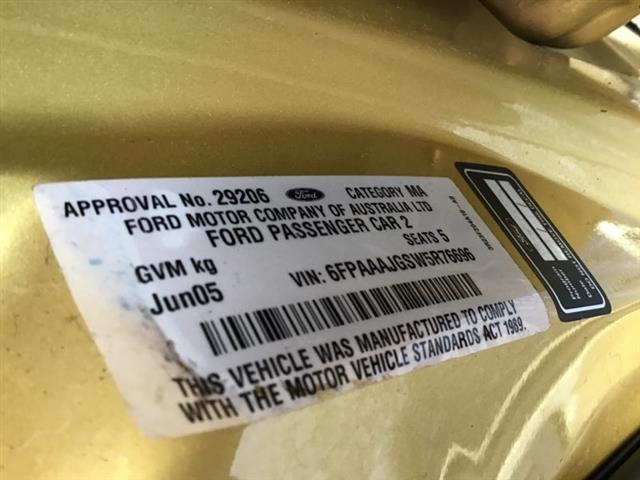 APPROVAL No. 29206 Ford CATEGORY MA
FORD MOTOR COMPANY OF AUSTRALIA LTD
FORD PASSENGER CAR 2
GVM kg SEATS 5
Jun05 VIN: 6FPAAAJGSW5R76696
THIS VEHICLE WAS MANUFACTURED TO COMPLY
WITH THE MOTOR VEHICLE STANDARDS ACT 1989.